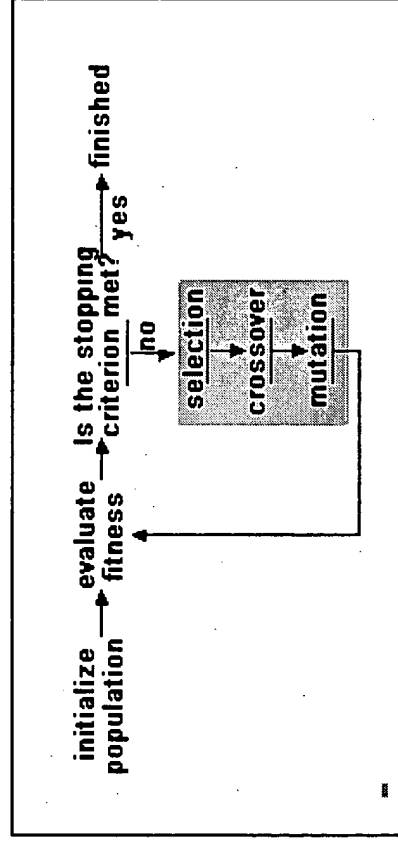 initialize
population
evaluate
fitness
Is the stopping
criterion met?
yes
finished
no
selection
crossover
mutation